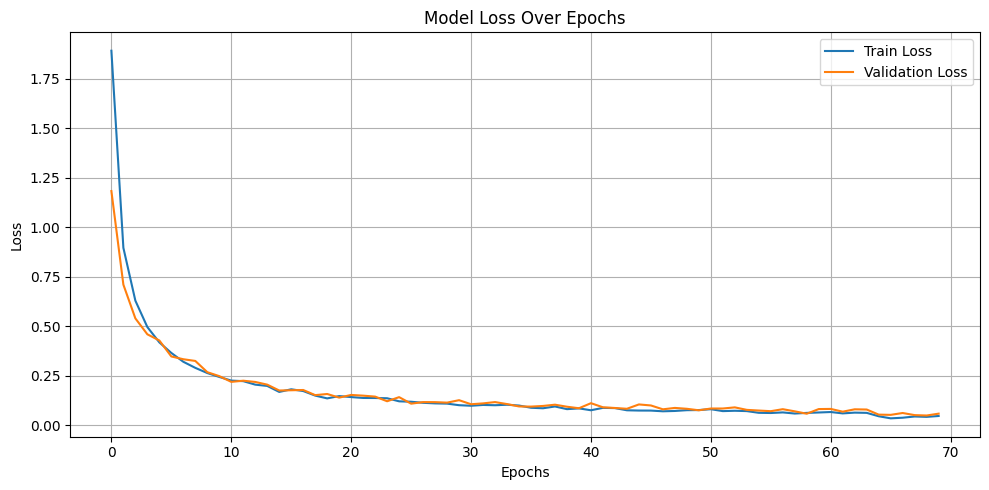 Model Loss Over Epochs
Train Loss
Validation Loss
Loss
1.75
1.50
1.25
1.00
0.75
0.50
0.25
0.00
0 10 20 30 40 50 60 70
Epochs